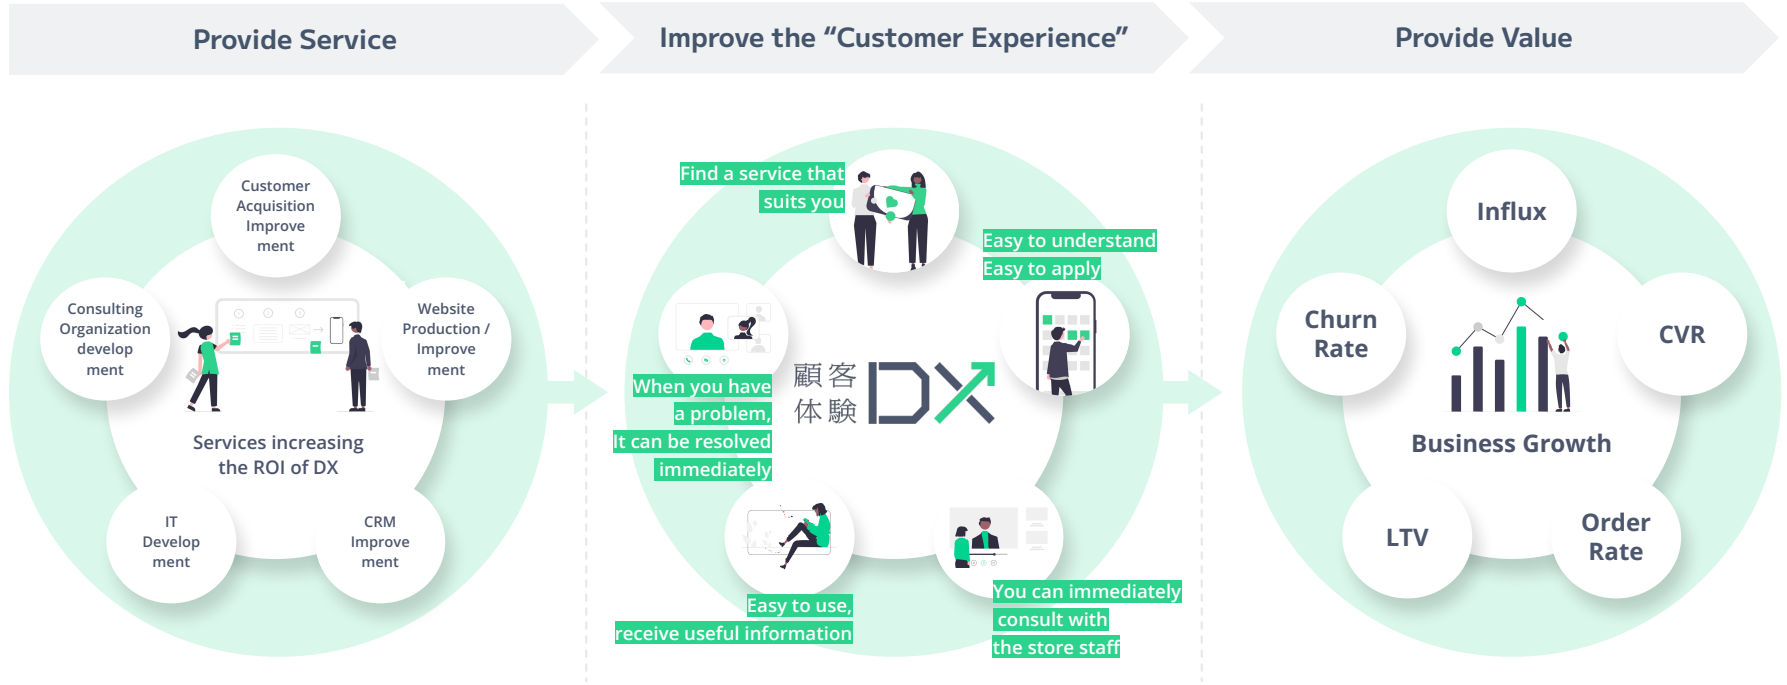 Provide Service
Improve the “Customer Experience”
Provide Value
Customer
Acquisition
Improve
ment
Consulting
Organization
develop
ment
Website
Production /
Improve
ment
Services increasing
the ROI of DX
IT
Develop
ment
CRM
Improve
ment
Find a service that
suits you
Easy to understand
Easy to apply
When you have
a problem,
It can be resolved
immediately
顧客
体験
DX
Easy to use,
receive useful information
You can immediately
consult with
the store staff
Influx
Churn
Rate
CVR
Business Growth
LTV
Order
Rate